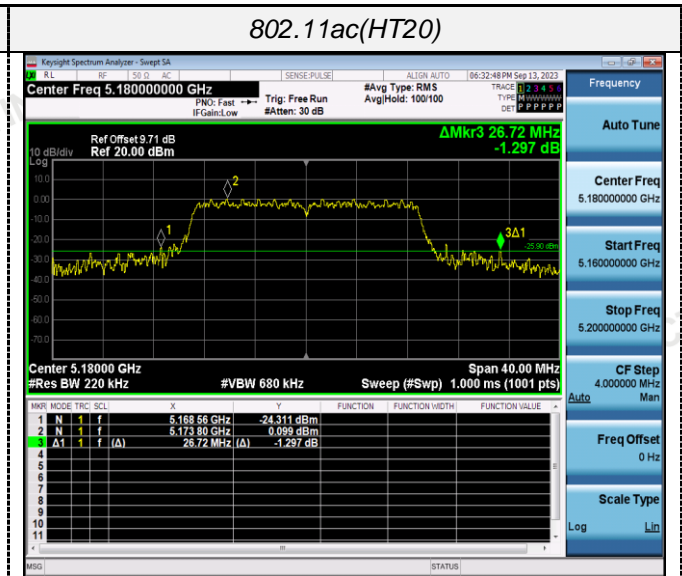 802.11ac(HT20)
Keysight Spectrum Analyzer - Swept SA
RL RF 50 Ω AC SENSE:PULSE ALIGN AUTO 06:32:48 PM Sep 13, 2023
Center Freq 5.180000000 GHz #Avg Type: RMS TRACE 1 2 3 4 5 6
PNO: Fast Trig: Free Run Avg|Hold: 100/100 TYPE M WWWWW
IFGain:Low #Atten: 30 dB DET P P P P P P
Ref Offset 9.71 dB ΔMkr3 26.72 MHz
10 dB/div Ref 20.00 dBm -1.297 dB
Log
10.0
0.00
-10.0
-20.0
-30.0
-40.0
-50.0
-60.0
-70.0
2
1
3Δ1
-25.90 dBm
Center 5.18000 GHz Span 40.00 MHz
#Res BW 220 kHz #VBW 680 kHz Sweep (#Swp) 1.000 ms (1001 pts)
MKR MODE TRC SCL X Y FUNCTION FUNCTION WIDTH FUNCTION VALUE
1 N 1 f 5.168 56 GHz -24.311 dBm
2 N 1 f 5.173 80 GHz 0.099 dBm
3 Δ1 1 f (Δ) 26.72 MHz (Δ) -1.297 dB
4
5
6
7
8
9
10
11
MSG STATUS
Frequency
Auto Tune
Center Freq
5.180000000 GHz
Start Freq
5.160000000 GHz
Stop Freq
5.200000000 GHz
CF Step
4.000000 MHz
Auto Man
Freq Offset
0 Hz
Scale Type
Log Lin